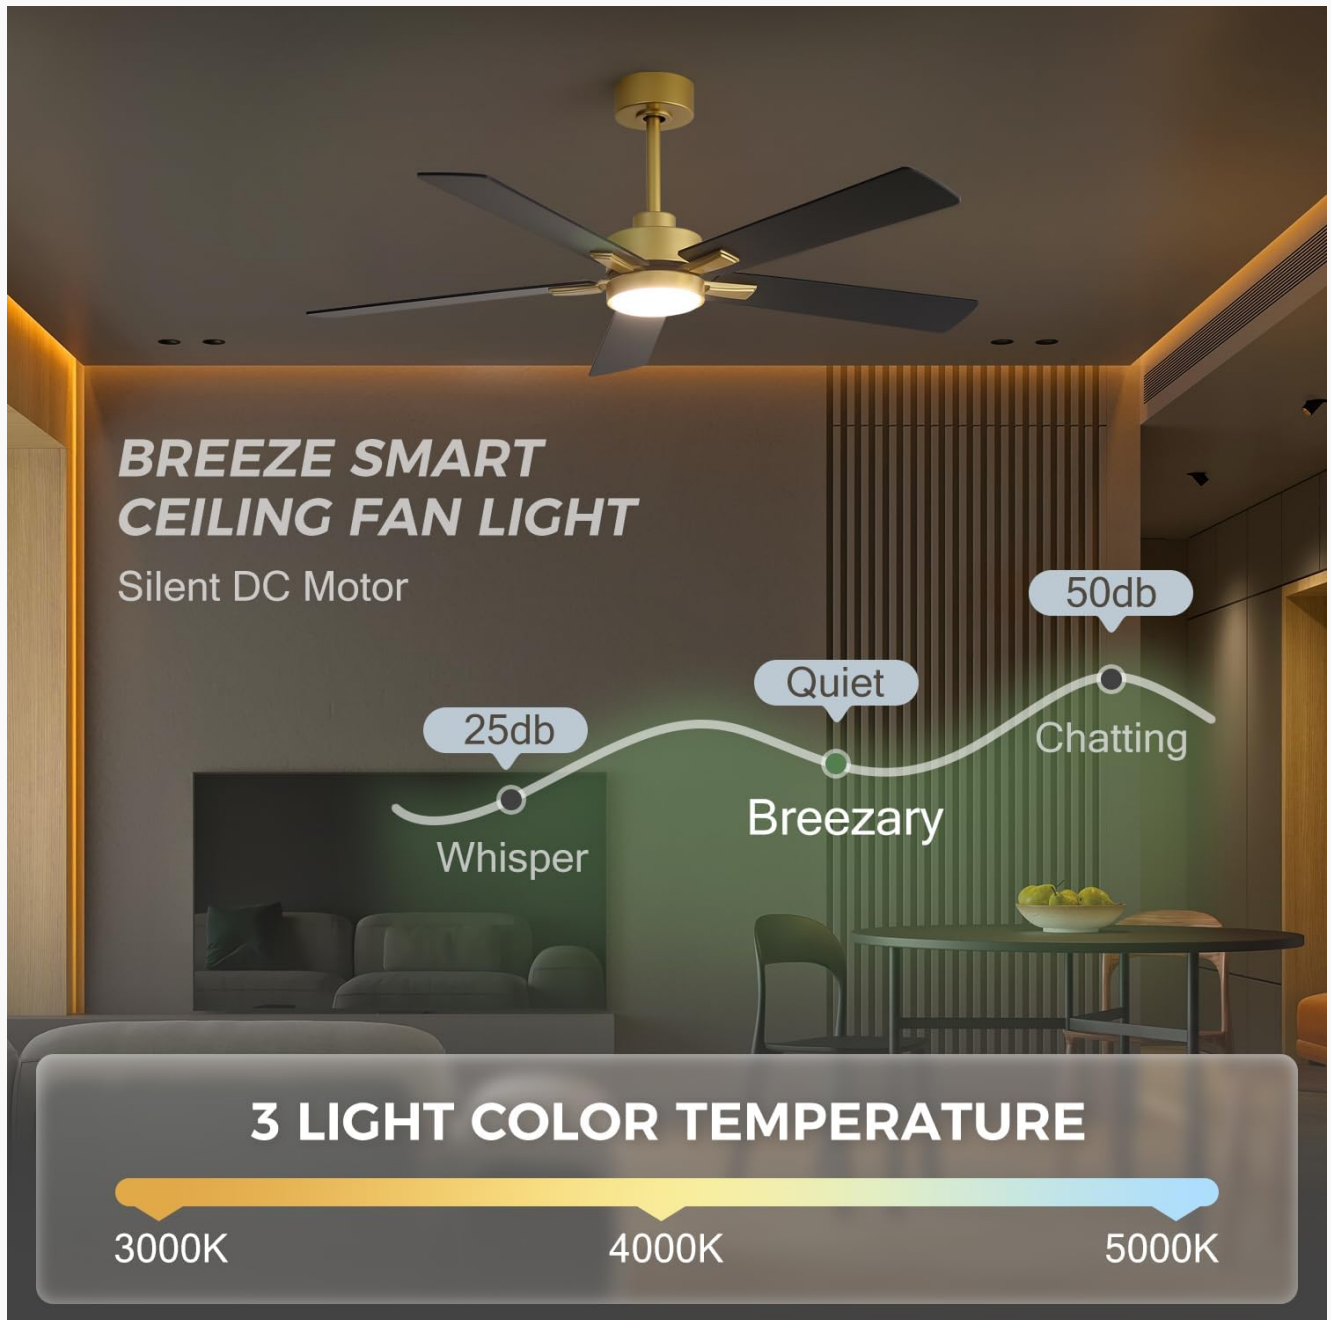 BREEZE SMART
CEILING FAN LIGHT
Silent DC Motor
50db
Quiet
25db
Chatting
Breezary
Whisper
3 LIGHT COLOR TEMPERATURE
3000K 4000K 5000K